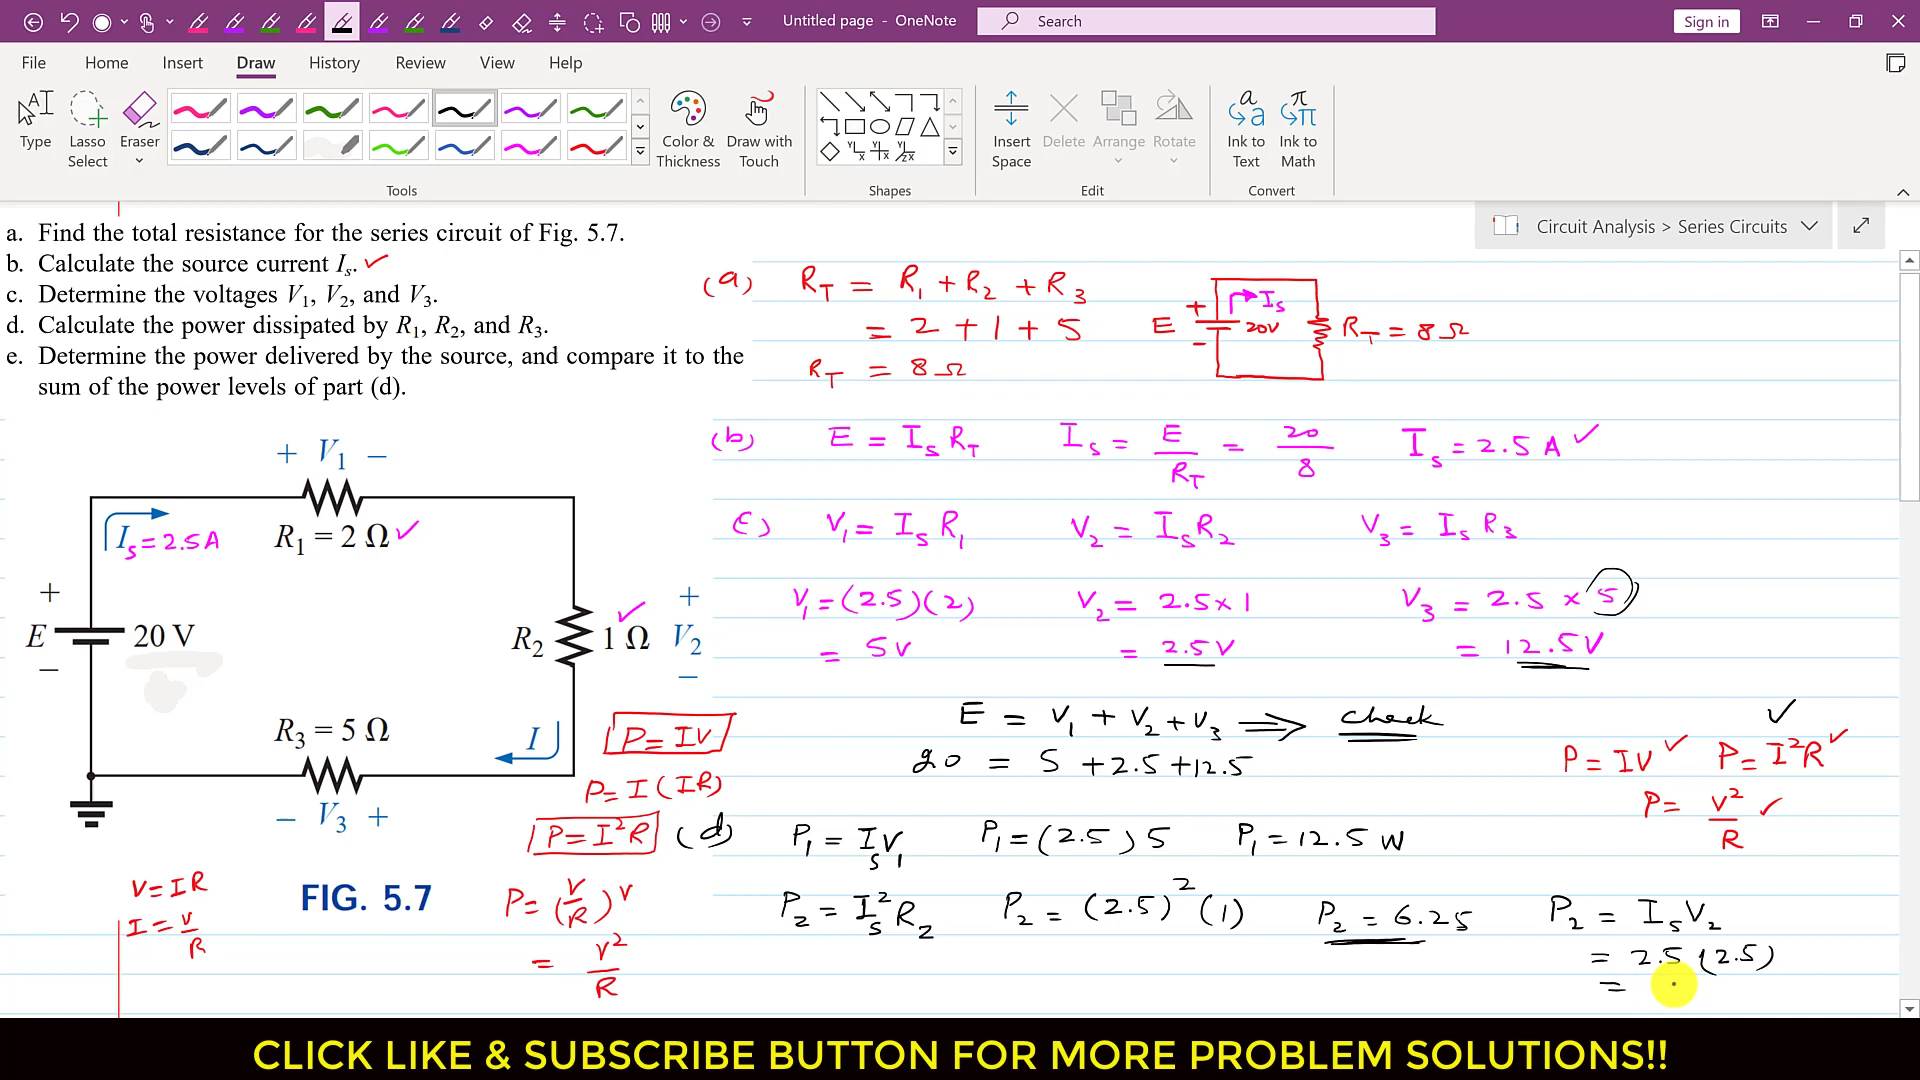 Untitled page - OneNote
Search
Sign in
File Home Insert Draw History Review View Help
Type
Lasso Select
Eraser
Color & Thickness
Draw with Touch
Insert Space
Delete
Arrange
Rotate
Ink to Text
Ink to Math
Tools
Shapes
Edit
Convert
Circuit Analysis > Series Circuits
a. Find the total resistance for the series circuit of Fig. 5.7.
b. Calculate the source current Is. ✓
c. Determine the voltages V1, V2, and V3.
d. Calculate the power dissipated by R1, R2, and R3.
e. Determine the power delivered by the source, and compare it to the
sum of the power levels of part (d).
(a) RT = R1 + R2 + R3
= 2 + 1 + 5
RT = 8 Ω
+ Is
E 20V RT = 8 Ω
-
(b) E = Is RT Is = E/RT = 20/8 Is = 2.5 A ✓
(c) V1 = Is R1 V2 = Is R2 V3 = Is R3
V1 = (2.5)(2) V2 = 2.5 × 1 V3 = 2.5 × 5
= 5V = 2.5V = 12.5V
E = V1 + V2 + V3 ⟹ check
20 = 5 + 2.5 + 12.5
✓
P = IV ✓ P = I²R ✓
P = V²/R ✓
(d) P1 = Is V1 P1 = (2.5) 5 P1 = 12.5 W
P2 = Is² R2 P2 = (2.5)² (1) P2 = 6.25 P2 = Is V2
= 2.5 (2.5)
=
+ V1 -
Is = 2.5 A
R1 = 2 Ω ✓
+
E 20 V
-
R2 1 Ω ✓
+
V2
-
R3 = 5 Ω
I
- V3 +
P = IV
P = I (IR)
P = I²R
P = (V/R) V
= V²/R
V = IR
I = V/R
FIG. 5.7
CLICK LIKE & SUBSCRIBE BUTTON FOR MORE PROBLEM SOLUTIONS!!